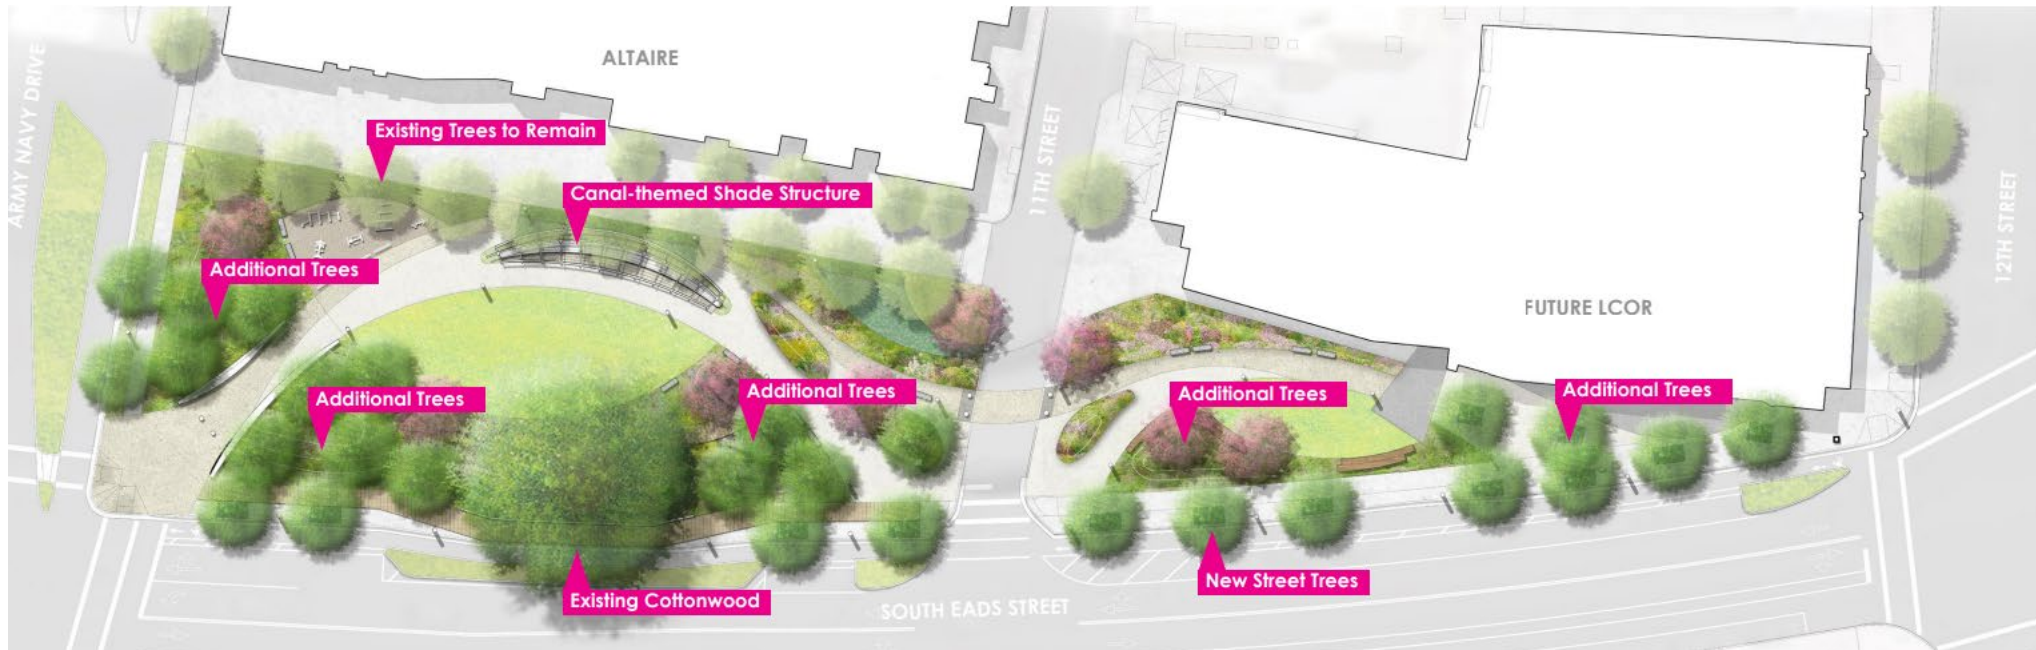 ALTAIRE
ARMY NAVY DRIVE
Existing Trees to Remain
11TH STREET
Canal-themed Shade Structure
12TH STREET
Additional Trees
FUTURE LCOR
Additional Trees
Additional Trees
Additional Trees
Additional Trees
New Street Trees
Existing Cottonwood
SOUTH EADS STREET